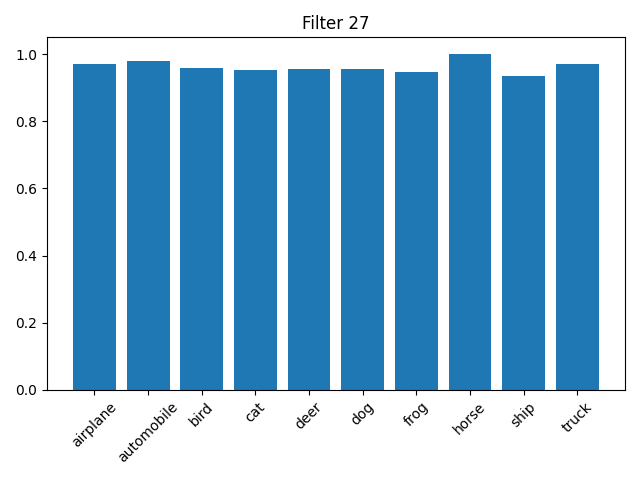 Filter 27
1.0
0.8
0.6
0.4
0.2
0.0
airplane
automobile
bird
cat
deer
dog
frog
horse
ship
truck